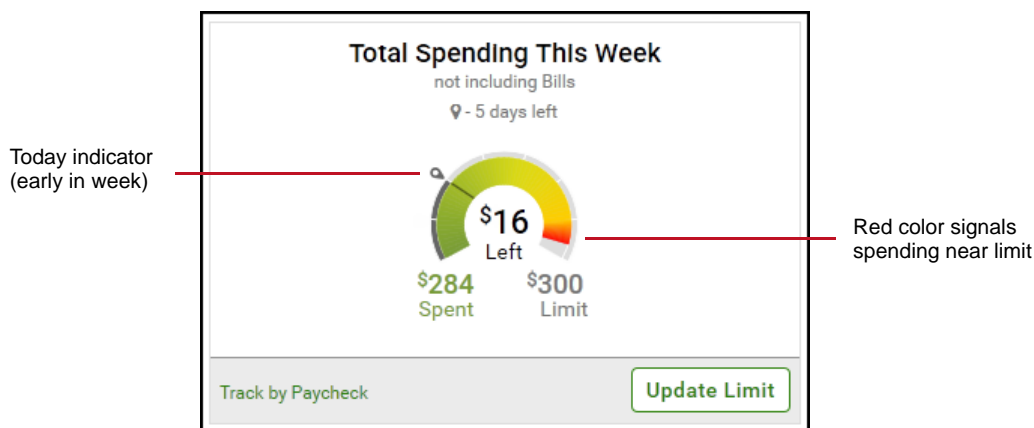 Total Spending This Week
not including Bills
- 5 days left
Today indicator
(early in week)
$16
Left
Red color signals
spending near limit
$284
$300
Spent
Limit
Track by Paycheck
Update Limit